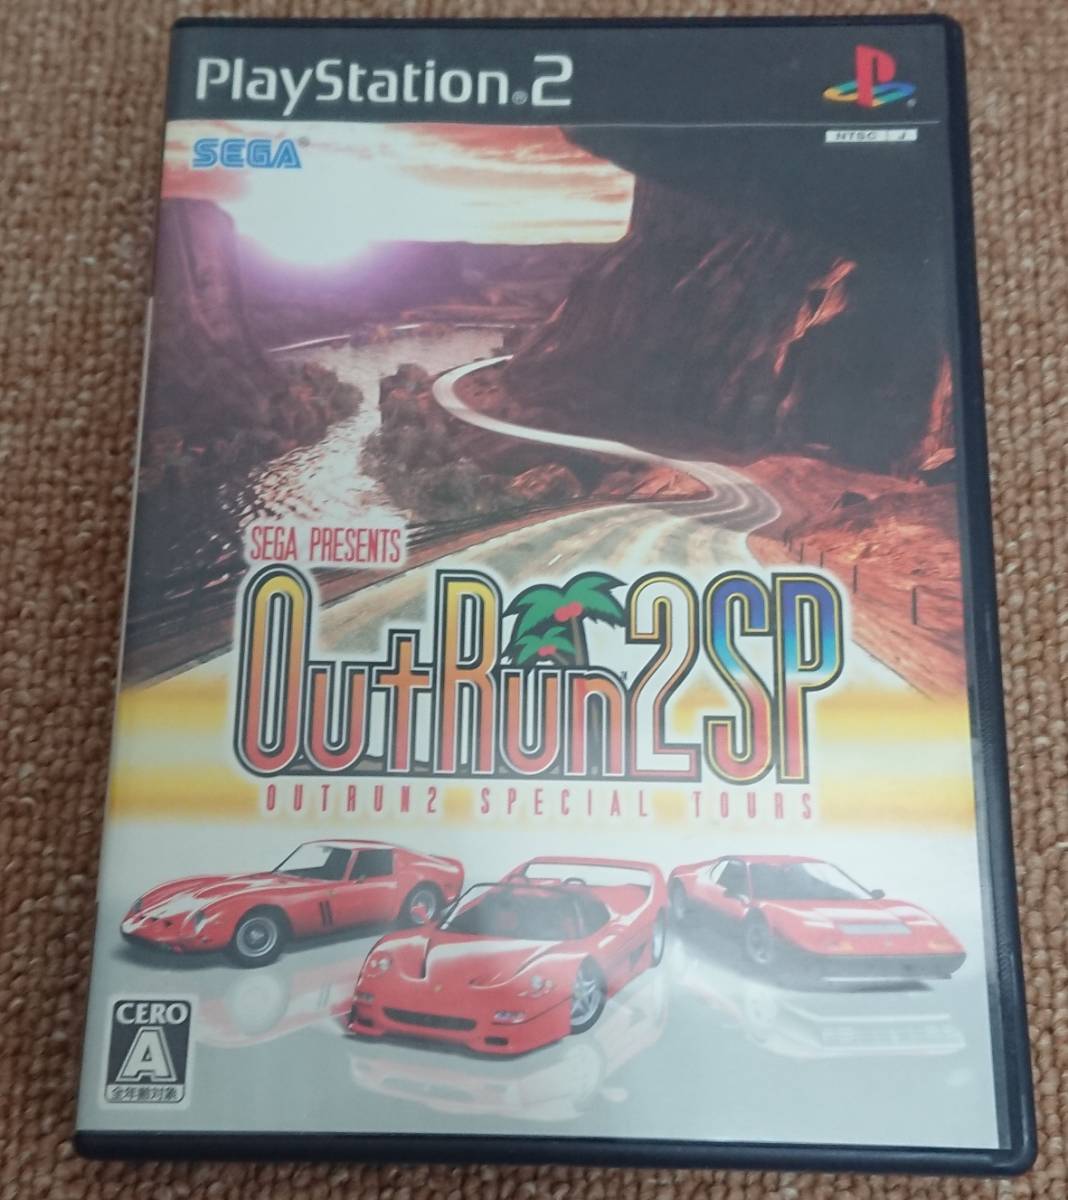 PlayStation®2
NTSC J
SEGA®
SEGA PRESENTS
OutRun2SP
OUTRUN2 SPECIAL TOURS
CERO
A
全年齢対象